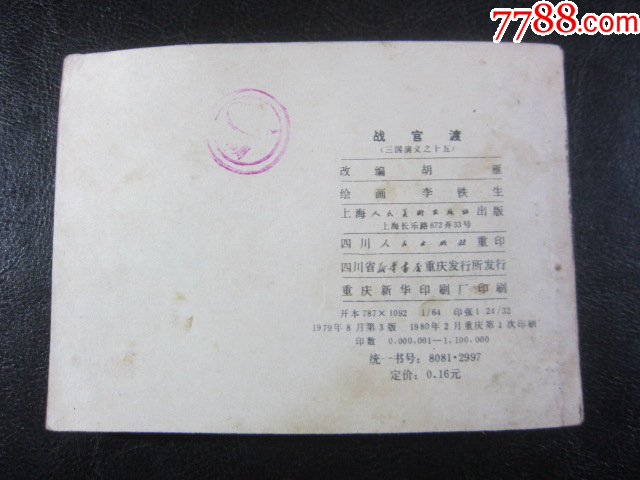 7788.com
战官渡
(三国演义之十五)
改编 胡雁
绘画 李铁生
上海人民美术出版社出版
上海长乐路672弄33号
四川人民出版社重印
四川省新华书店重庆发行所发行
重庆新华印刷厂印刷
开本787×1092 1/64 印张1 24/32
1979年8月第3版 1980年2月重庆第1次印刷
印数 0,000,001—1,100,000
统一书号：8081·2997
定价：0.16元